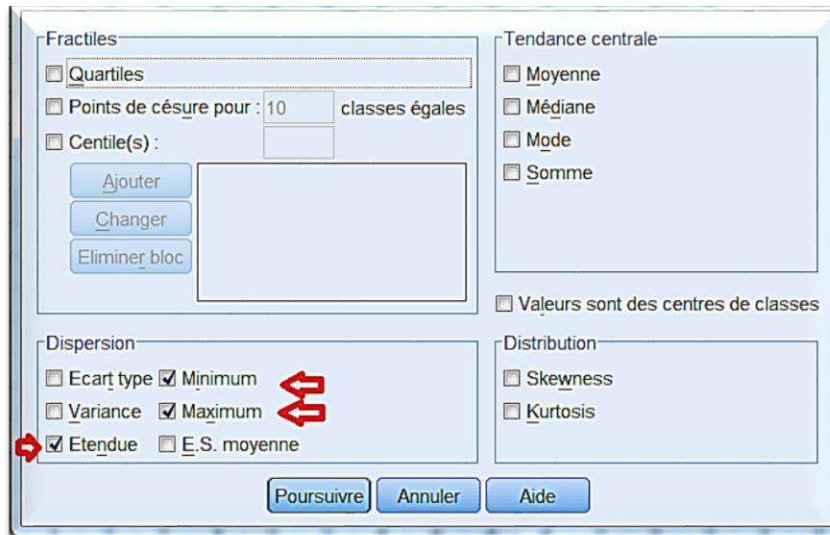 Fractiles
Quartiles
Points de césure pour : 10 classes égales
Centile(s) :
Ajouter
Changer
Eliminer bloc
Tendance centrale
Moyenne
Médiane
Mode
Somme
Valeurs sont des centres de classes
Dispersion
Ecart type Minimum
Variance Maximum
Etendue E.S. moyenne
Distribution
Skewness
Kurtosis
Poursuivre Annuler Aide